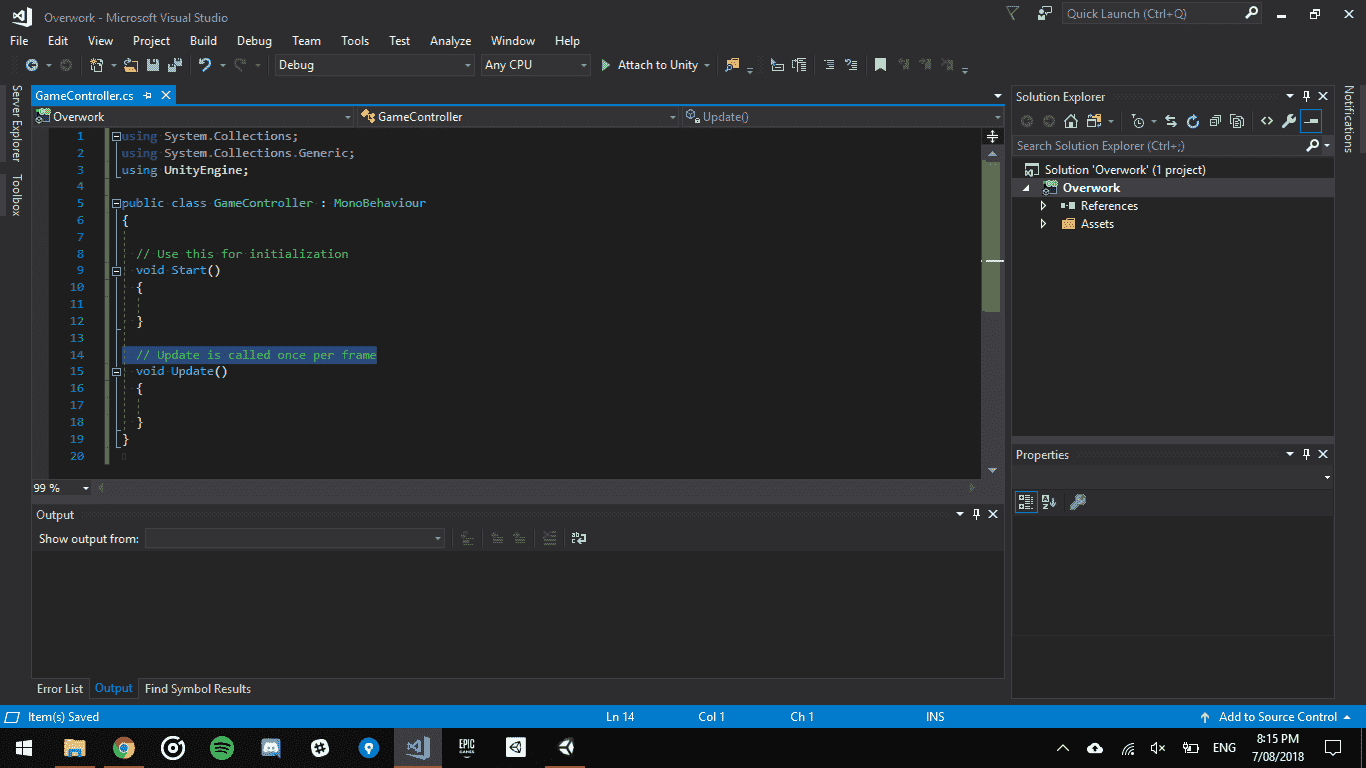 Overwork - Microsoft Visual Studio
Quick Launch (Ctrl+Q)
File Edit View Project Build Debug Team Tools Test Analyze Window Help
Debug Any CPU Attach to Unity
Server Explorer
Toolbox
GameController.cs
Overwork GameController Update()
1 using System.Collections;
2 using System.Collections.Generic;
3 using UnityEngine;
4
5 public class GameController : MonoBehaviour
6 {
7
8 // Use this for initialization
9 void Start()
10 {
11
12 }
13
14 // Update is called once per frame
15 void Update()
16 {
17
18 }
19 }
20
99 %
Output
Show output from:
Error List Output Find Symbol Results
Solution Explorer
Search Solution Explorer (Ctrl+;)
Solution 'Overwork' (1 project)
Overwork
References
Assets
Properties
Notifications
Item(s) Saved Ln 14 Col 1 Ch 1 INS Add to Source Control
EPIC
GAMES
ENG
8:15 PM
7/08/2018